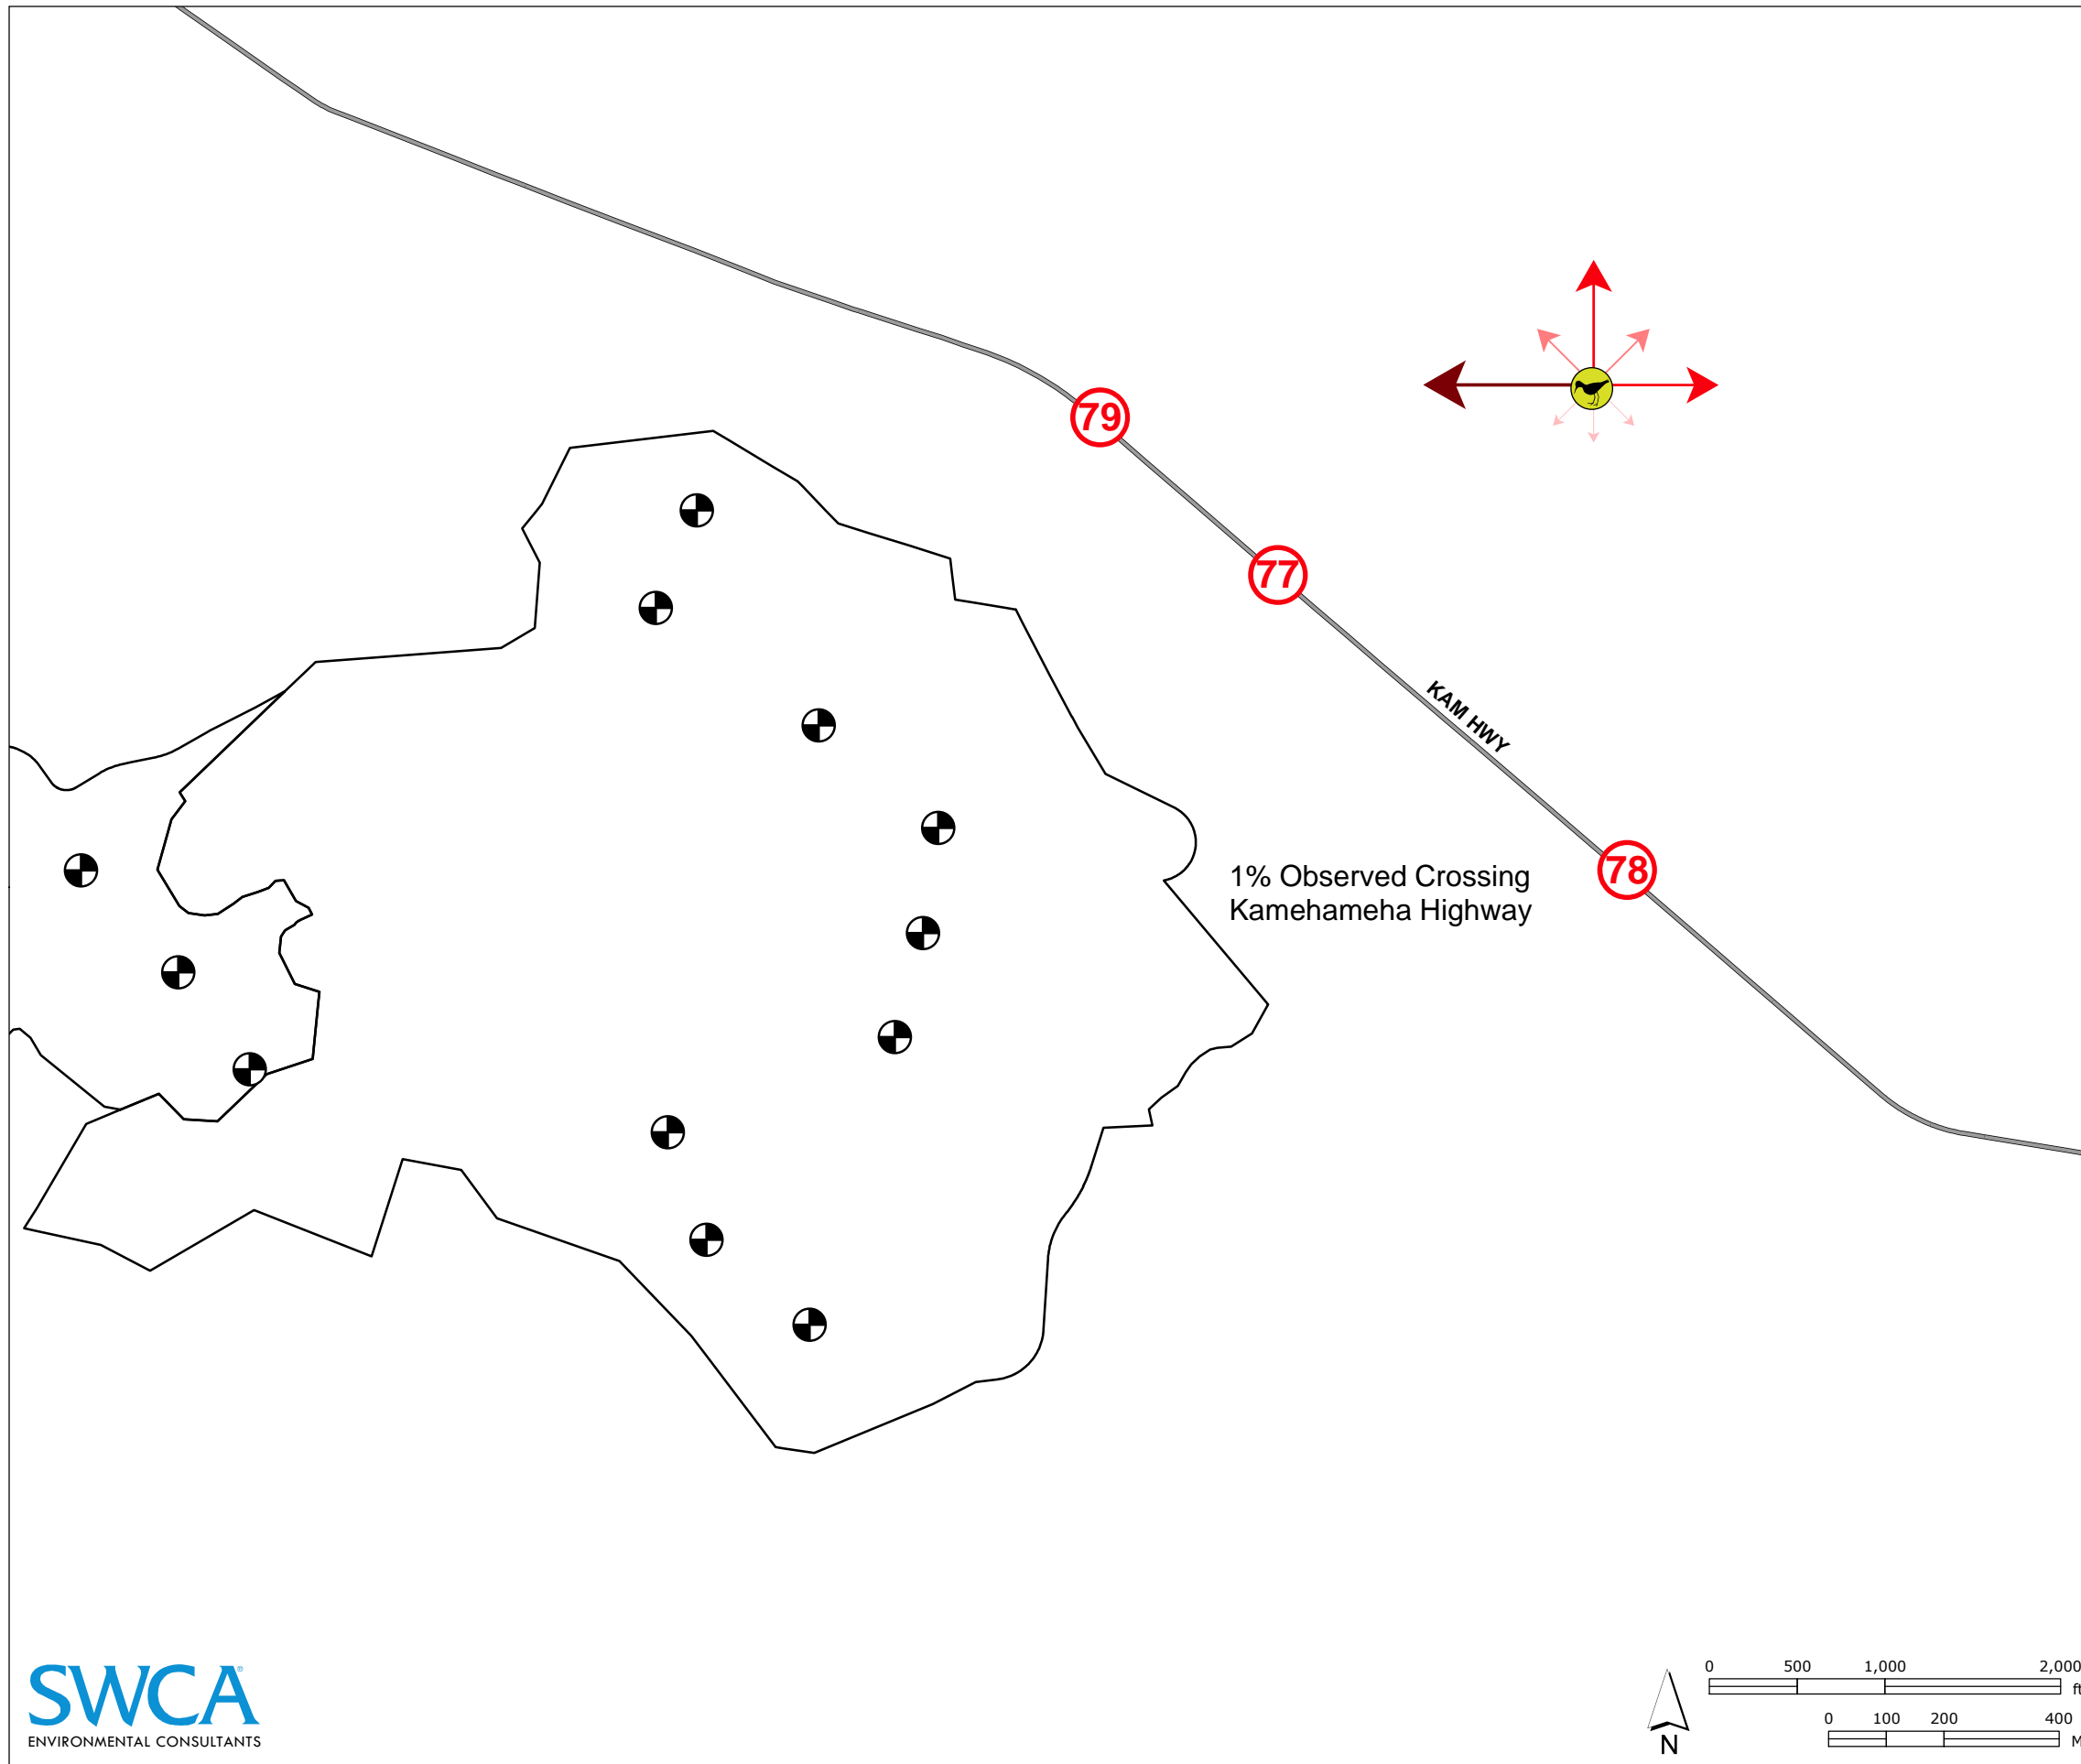 79
77
KAM HWY
1% Observed Crossing
Kamehameha Highway
78
SWCA®
ENVIRONMENTAL CONSULTANTS
N
0 500 1,000 2,000
ft
0 100 200 400
M